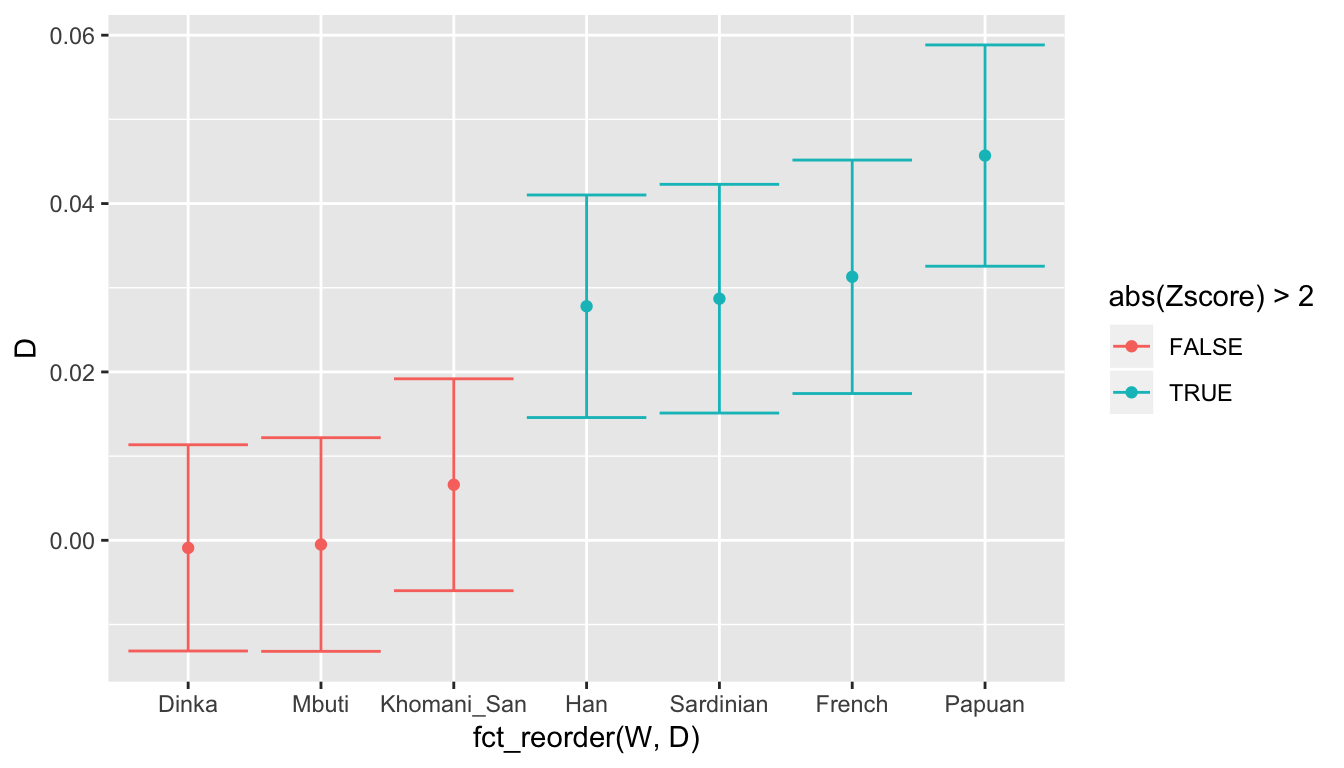 0.06
0.04
0.02
0.00
D
Dinka Mbuti Khomani_San Han Sardinian French Papuan
fct_reorder(W, D)
abs(Zscore) > 2
FALSE
TRUE